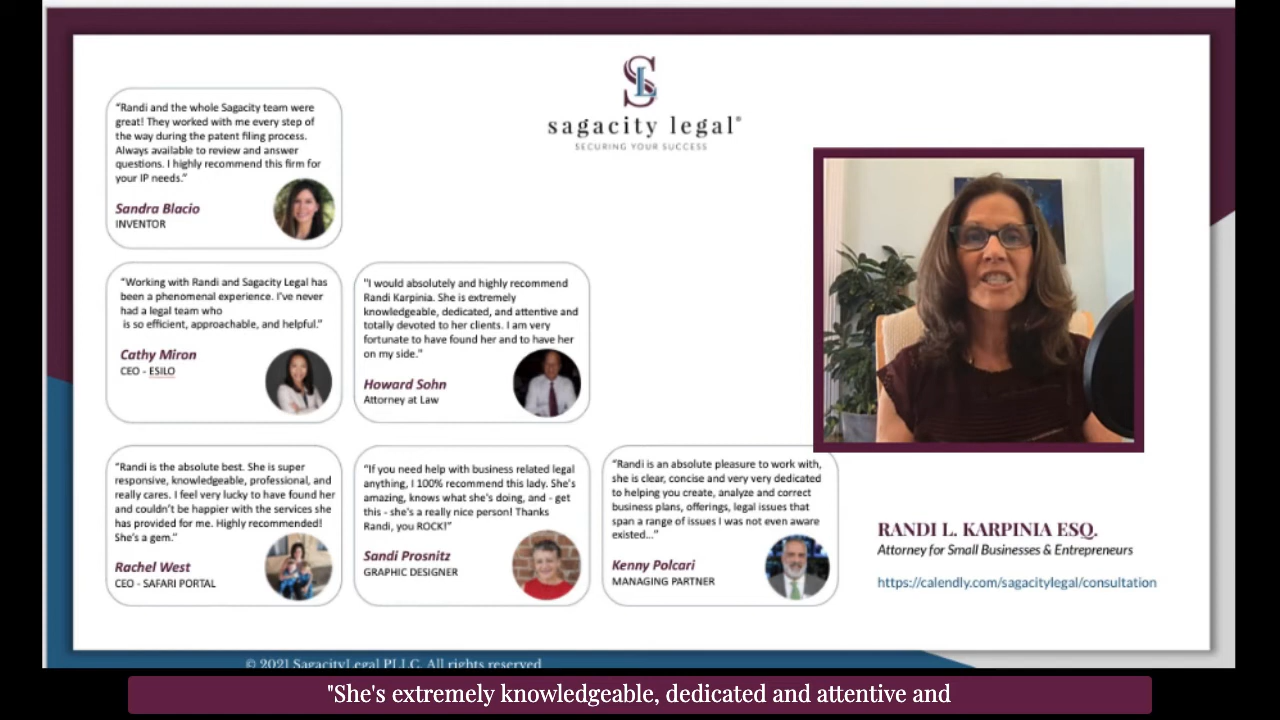 SL
sagacity legal®
SECURING YOUR SUCCESS
“Randi and the whole Sagacity team were
great! They worked with me every step of
the way during the patent filing process.
Always available to review and answer
questions. I highly recommend this firm for
your IP needs.”
Sandra Blacio
INVENTOR
“Working with Randi and Sagacity Legal has
been a phenomenal experience. I’ve never
had a legal team who
is so efficient, approachable, and helpful.”
Cathy Miron
CEO - ESILO
"I would absolutely and highly recommend
Randi Karpinia. She is extremely
knowledgeable, dedicated, and attentive and
totally devoted to her clients. I am very
fortunate to have found her and to have her
on my side."
Howard Sohn
Attorney at Law
“Randi is the absolute best. She is super
responsive, knowledgeable, professional, and
really cares. I feel very lucky to have found her
and couldn’t be happier with the services she
has provided for me. Highly recommended!
She’s a gem.”
Rachel West
CEO - SAFARI PORTAL
“If you need help with business related legal
anything, I 100% recommend this lady. She's
amazing, knows what she's doing, and - get
this - she's a really nice person! Thanks
Randi, you ROCK!”
Sandi Prosnitz
GRAPHIC DESIGNER
“Randi is an absolute pleasure to work with,
she is clear, concise and very very dedicated
to helping you create, analyze and correct
business plans, offerings, legal issues that
span a range of issues I was not even aware
existed...”
Kenny Polcari
MANAGING PARTNER
RANDI L. KARPINIA ESQ.
Attorney for Small Businesses & Entrepreneurs
https://calendly.com/sagacitylegal/consultation
© 2021 SagacityLegal PLLC. All rights reserved
"She's extremely knowledgeable, dedicated and attentive and